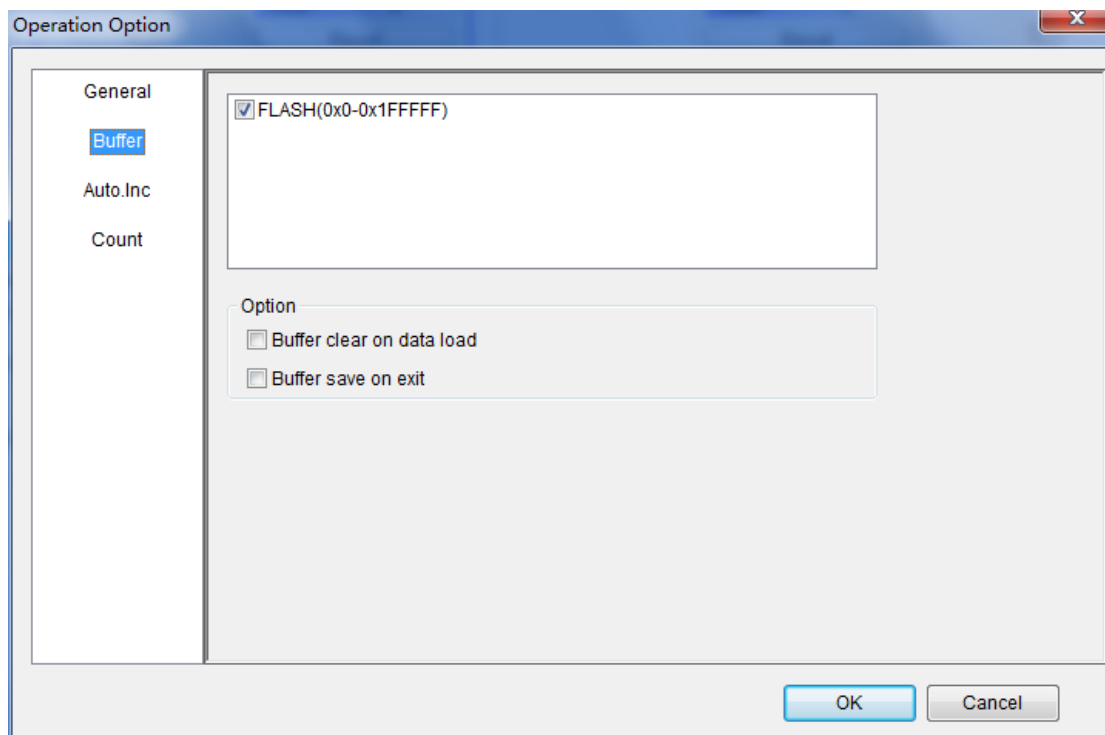 Operation Option
X
General
Buffer
Auto.Inc
Count
FLASH(0x0-0x1FFFFF)
Option
Buffer clear on data load
Buffer save on exit
OK
Cancel